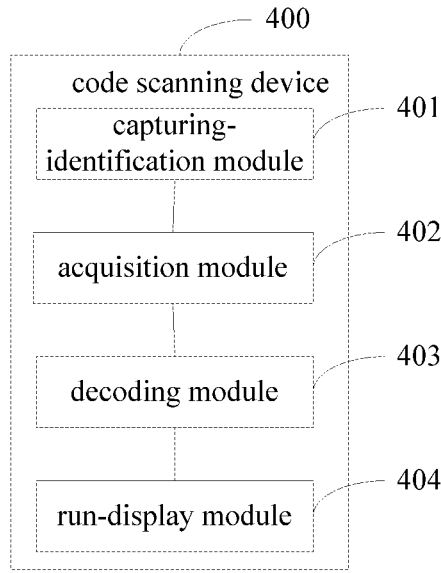 400
code scanning device
401
capturing-
identification module
402
acquisition module
403
decoding module
404
run-display module